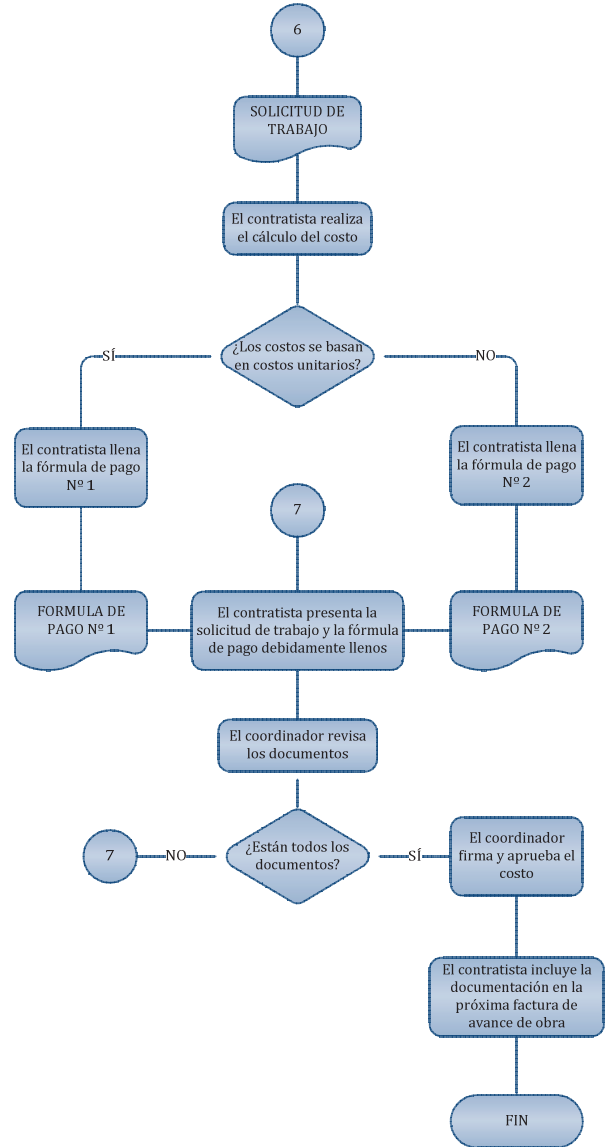 6
SOLICITUD DE
TRABAJO
El contratista realiza
el cálculo del costo
¿Los costos se basan
en costos unitarios?
SÍ
NO
El contratista llena
la fórmula de pago
Nº 1
El contratista llena
la fórmula de pago
Nº 2
7
FORMULA DE
PAGO Nº 1
El contratista presenta la
solicitud de trabajo y la fórmula
de pago debidamente llenos
FORMULA DE
PAGO Nº 2
El coordinador revisa
los documentos
¿Están todos los
documentos?
7
NO
SÍ
El coordinador
firma y aprueba el
costo
El contratista incluye la
documentación en la
próxima factura de
avance de obra
FIN